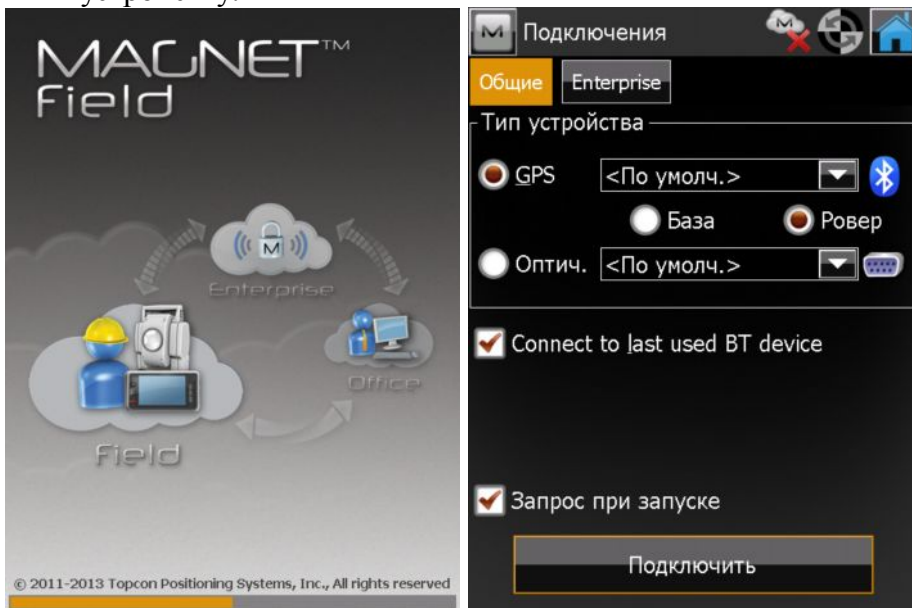 MAGNET™
Field
Enterprise
Office
Field
© 2011-2013 Topcon Positioning Systems, Inc., All rights reserved
Подключения
Общие Enterprise
Тип устройства
GPS <По умолч.>
База Ровер
Оптич. <По умолч.>
Connect to last used BT device
Запрос при запуске
Подключить